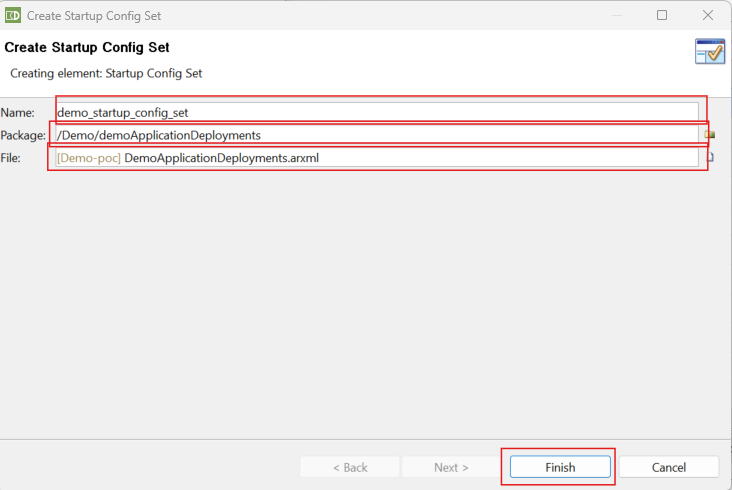 Create Startup Config Set
Create Startup Config Set
Creating element: Startup Config Set
Name: demo_startup_config_set
Package: /Demo/demoApplicationDeployments
File: [Demo-poc] DemoApplicationDeployments.arxml
< Back Next > Finish Cancel